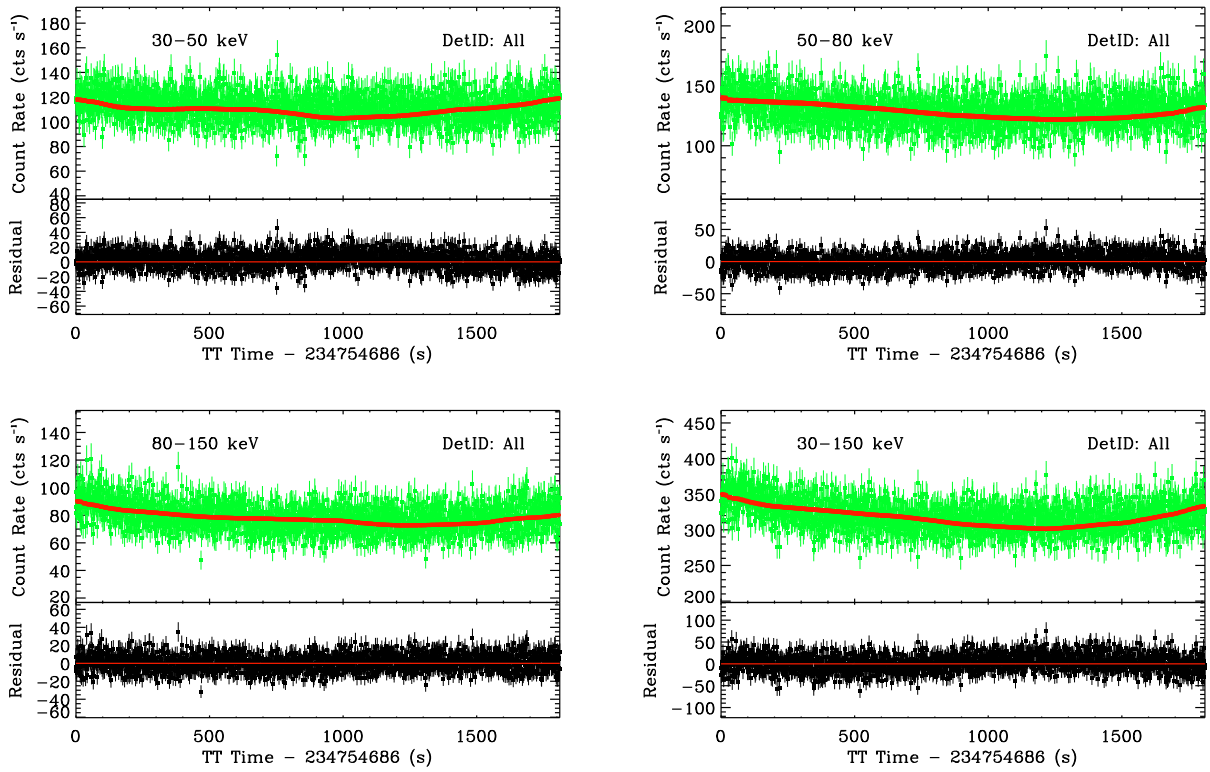 30−50 keV DetID: All
Count Rate (cts s⁻¹)
180
160
140
120
100
80
60
40
Residual
80
60
40
20
0
−20
−40
−60
0 500 1000 1500
TT Time − 234754686 (s)
50−80 keV DetID: All
Count Rate (cts s⁻¹)
200
150
100
Residual
50
0
−50
0 500 1000 1500
TT Time − 234754686 (s)
80−150 keV DetID: All
Count Rate (cts s⁻¹)
140
120
100
80
60
40
20
Residual
60
40
20
0
−20
−40
−60
0 500 1000 1500
TT Time − 234754686 (s)
30−150 keV DetID: All
Count Rate (cts s⁻¹)
450
400
350
300
250
200
Residual
100
50
0
−50
−100
0 500 1000 1500
TT Time − 234754686 (s)